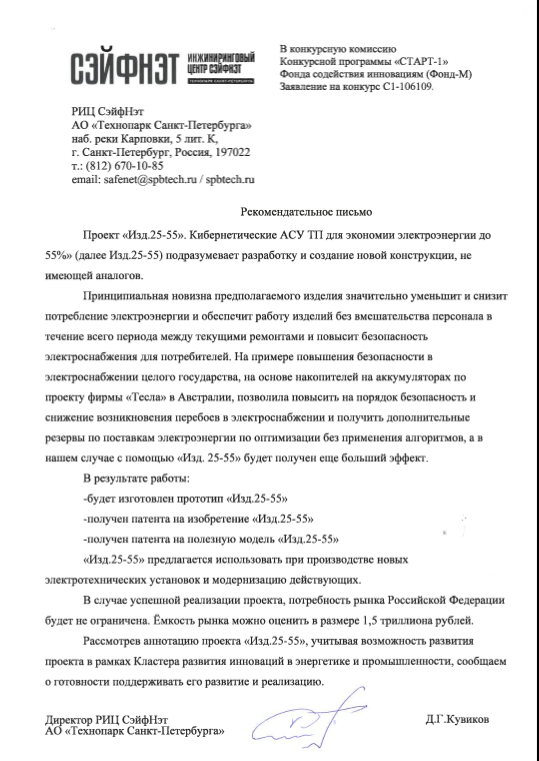 СЭЙФНЭТ
ИНЖИНИРИНГОВЫЙ
ЦЕНТР СЭЙФНЭТ
ТЕХНОПАРК САНКТ-ПЕТЕРБУРГА
В конкурсную комиссию
Конкурсной программы «СТАРТ-1»
Фонда содействия инновациям (Фонд-М)
Заявление на конкурс С1-106109.
РИЦ СэйфНэт
АО «Технопарк Санкт-Петербурга»
наб. реки Карповки, 5 лит. К,
г. Санкт-Петербург, Россия, 197022
т.: (812) 670-10-85
email: safenet@spbtech.ru / spbtech.ru
Рекомендательное письмо
Проект «Изд.25-55». Кибернетические АСУ ТП для экономии электроэнергии до
55%» (далее Изд.25-55) подразумевает разработку и создание новой конструкции, не
имеющей аналогов.
Принципиальная новизна предполагаемого изделия значительно уменьшит и снизит
потребление электроэнергии и обеспечит работу изделий без вмешательства персонала в
течение всего периода между текущими ремонтами и повысит безопасность
электроснабжения для потребителей. На примере повышения безопасности в
электроснабжении целого государства, на основе накопителей на аккумуляторах по
проекту фирмы «Тесла» в Австралии, позволила повысить на порядок безопасность и
снижение возникновения перебоев в электроснабжении и получить дополнительные
резервы по поставкам электроэнергии по оптимизации без применения алгоритмов, а в
нашем случае с помощью «Изд. 25-55» будет получен еще больший эффект.
В результате работы:
-будет изготовлен прототип «Изд.25-55»
-получен патента на изобретение «Изд.25-55»
-получен патента на полезную модель «Изд.25-55»
«Изд.25-55» предлагается использовать при производстве новых
электротехнических установок и модернизацию действующих.
В случае успешной реализации проекта, потребность рынка Российской Федерации
будет не ограничена. Ёмкость рынка можно оценить в размере 1,5 триллиона рублей.
Рассмотрев аннотацию проекта «Изд.25-55», учитывая возможность развития
проекта в рамках Кластера развития инноваций в энергетике и промышленности, сообщаем
о готовности поддерживать его развитие и реализацию.
Директор РИЦ СэйфНэт
АО «Технопарк Санкт-Петербурга»
Д.Г.Кувиков